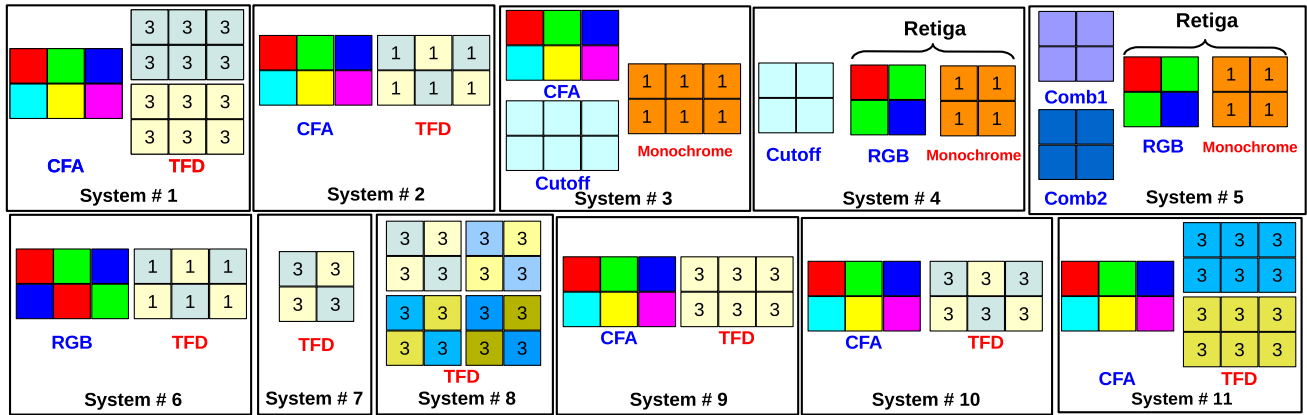 3 3 3
3 3 3
3 3 3
3 3 3
CFA TFD
System # 1
1 1 1
1 1 1
CFA TFD
System # 2
CFA
1 1 1
1 1 1
Cutoff
Monochrome
System # 3
Retiga
1 1
1 1
Cutoff RGB Monochrome
System # 4
Retiga
1 1
1 1
Comb1
RGB Monochrome
Comb2
System # 5
1 1 1
1 1 1
RGB TFD
System # 6
3 3
3 3
TFD
System # 7
3 3 3 3
3 3 3 3
3 3 3 3
3 3 3 3
TFD
System # 8
3 3 3
3 3 3
CFA TFD
System # 9
3 3 3
3 3 3
CFA TFD
System # 10
3 3 3
3 3 3
3 3 3
3 3 3
CFA TFD
System # 11